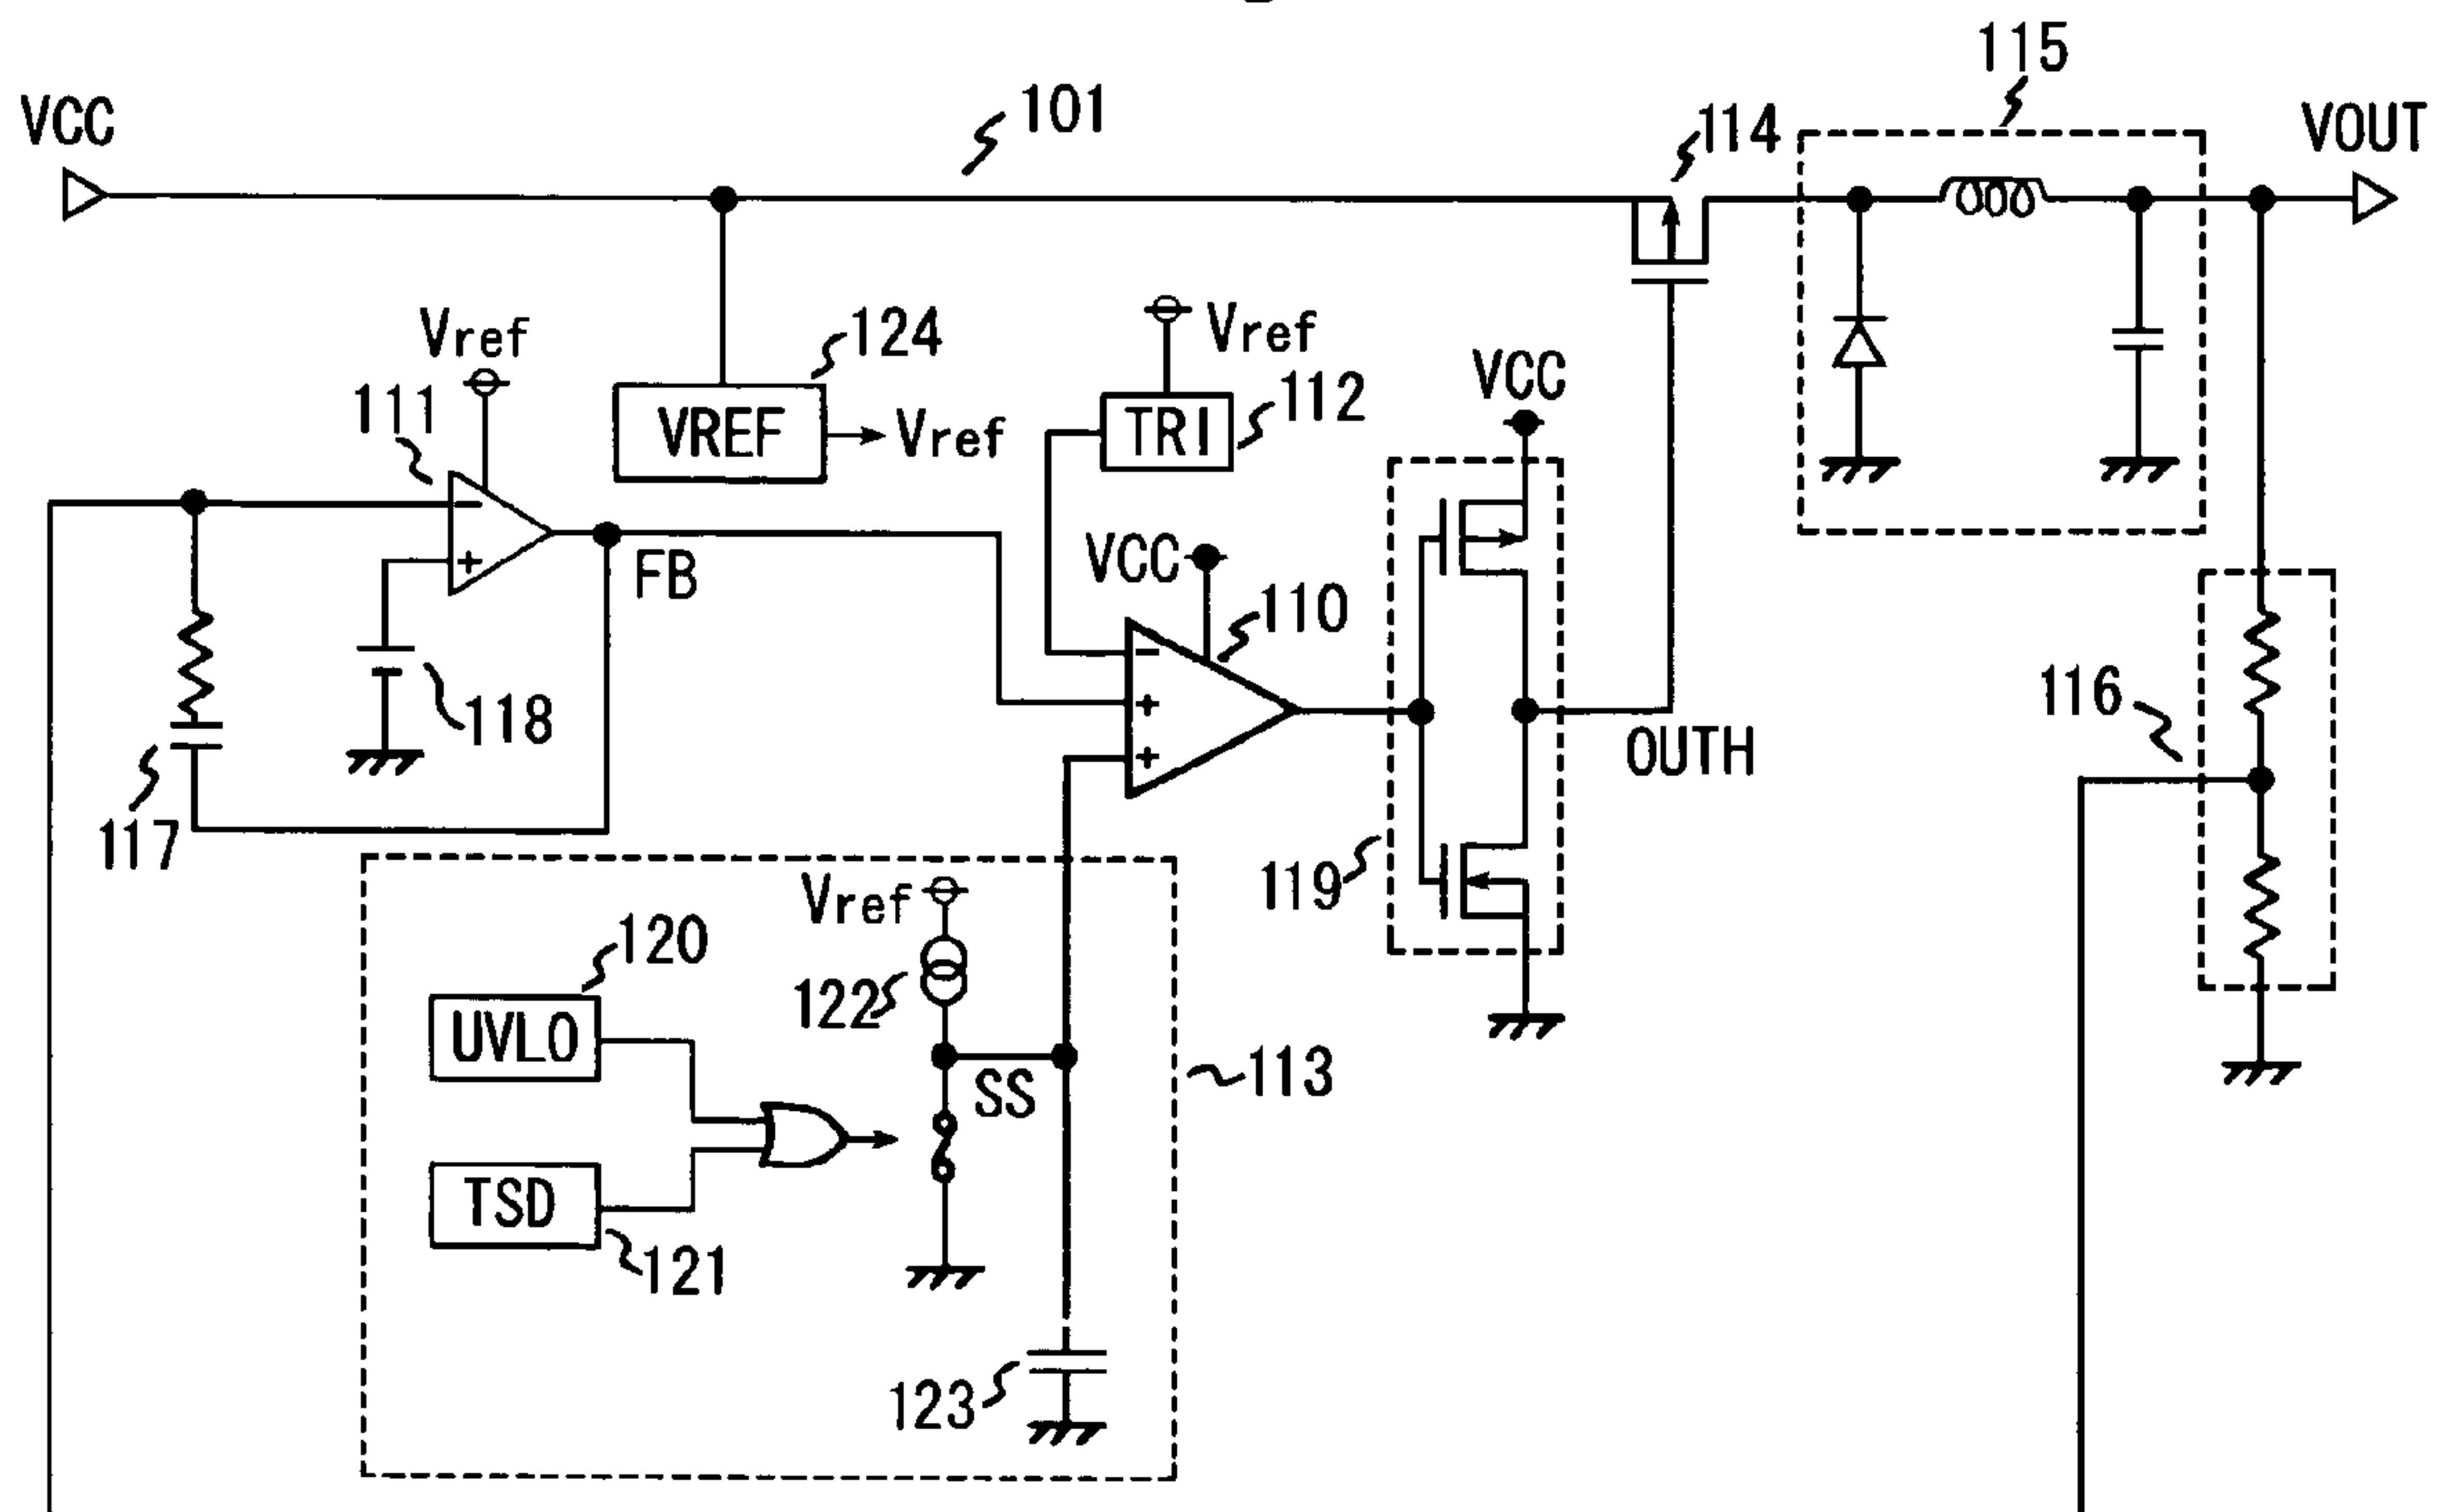 115
101
114
VCC
VOUT
Vref
124
Vref
111
VREF
Vref
TRI
112
VCC
-
+
FB
VCC
110
-
+
+
118
116
117
OUTH
119
Vref
120
122
UVLO
SS
113
TSD
121
123